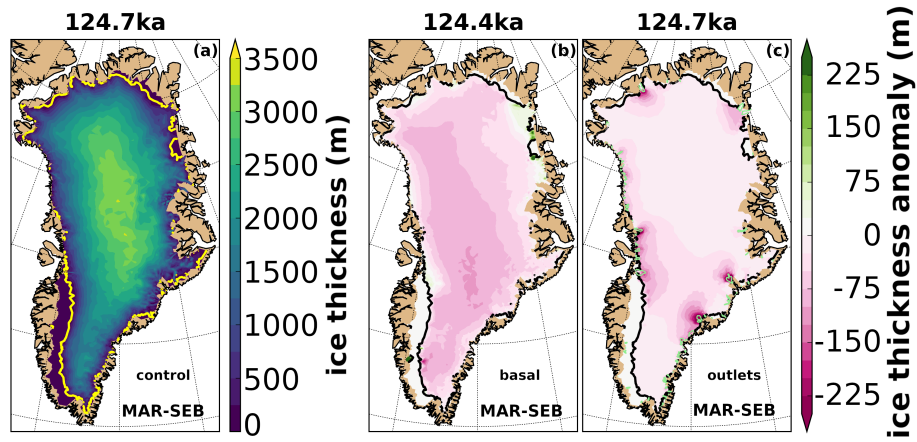 124.7ka
124.4ka
124.7ka
(a)
(b)
(c)
control
MAR-SEB
basal
MAR-SEB
outlets
MAR-SEB
3500
3000
2500
2000
1500
1000
500
0
ice thickness (m)
225
150
75
0
-75
-150
-225
ice thickness anomaly (m)